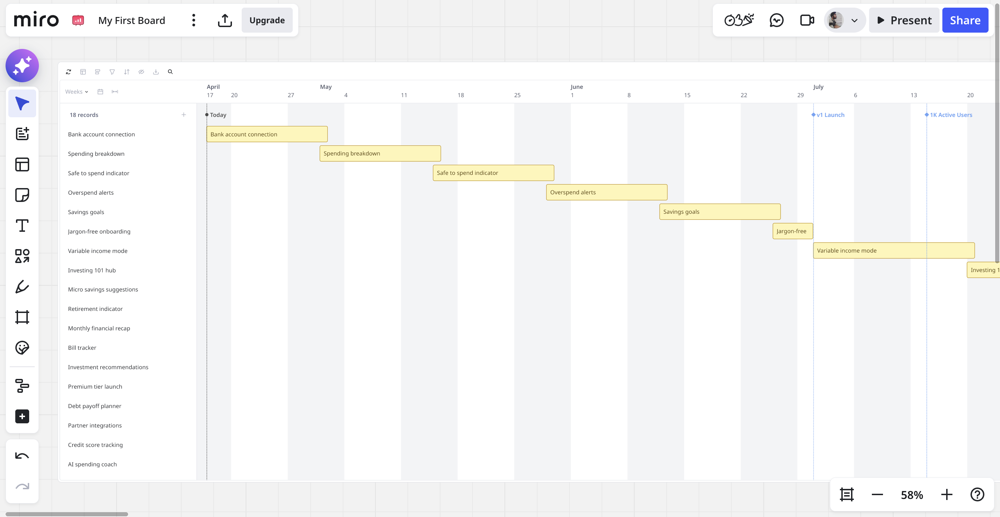 miro My First Board Upgrade Present Share
Weeks
April May June July
17 20 27 4 11 18 25 1 8 15 22 29 6 13 20
18 records Today v1 Launch 1K Active Users
Bank account connection Bank account connection
Spending breakdown Spending breakdown
Safe to spend indicator Safe to spend indicator
Overspend alerts Overspend alerts
Savings goals Savings goals
Jargon-free onboarding Jargon-free
Variable income mode Variable income mode
Investing 101 hub Investing 1
Micro savings suggestions
Retirement indicator
Monthly financial recap
Bill tracker
Investment recommendations
Premium tier launch
Debt payoff planner
Partner integrations
Credit score tracking
AI spending coach
58%